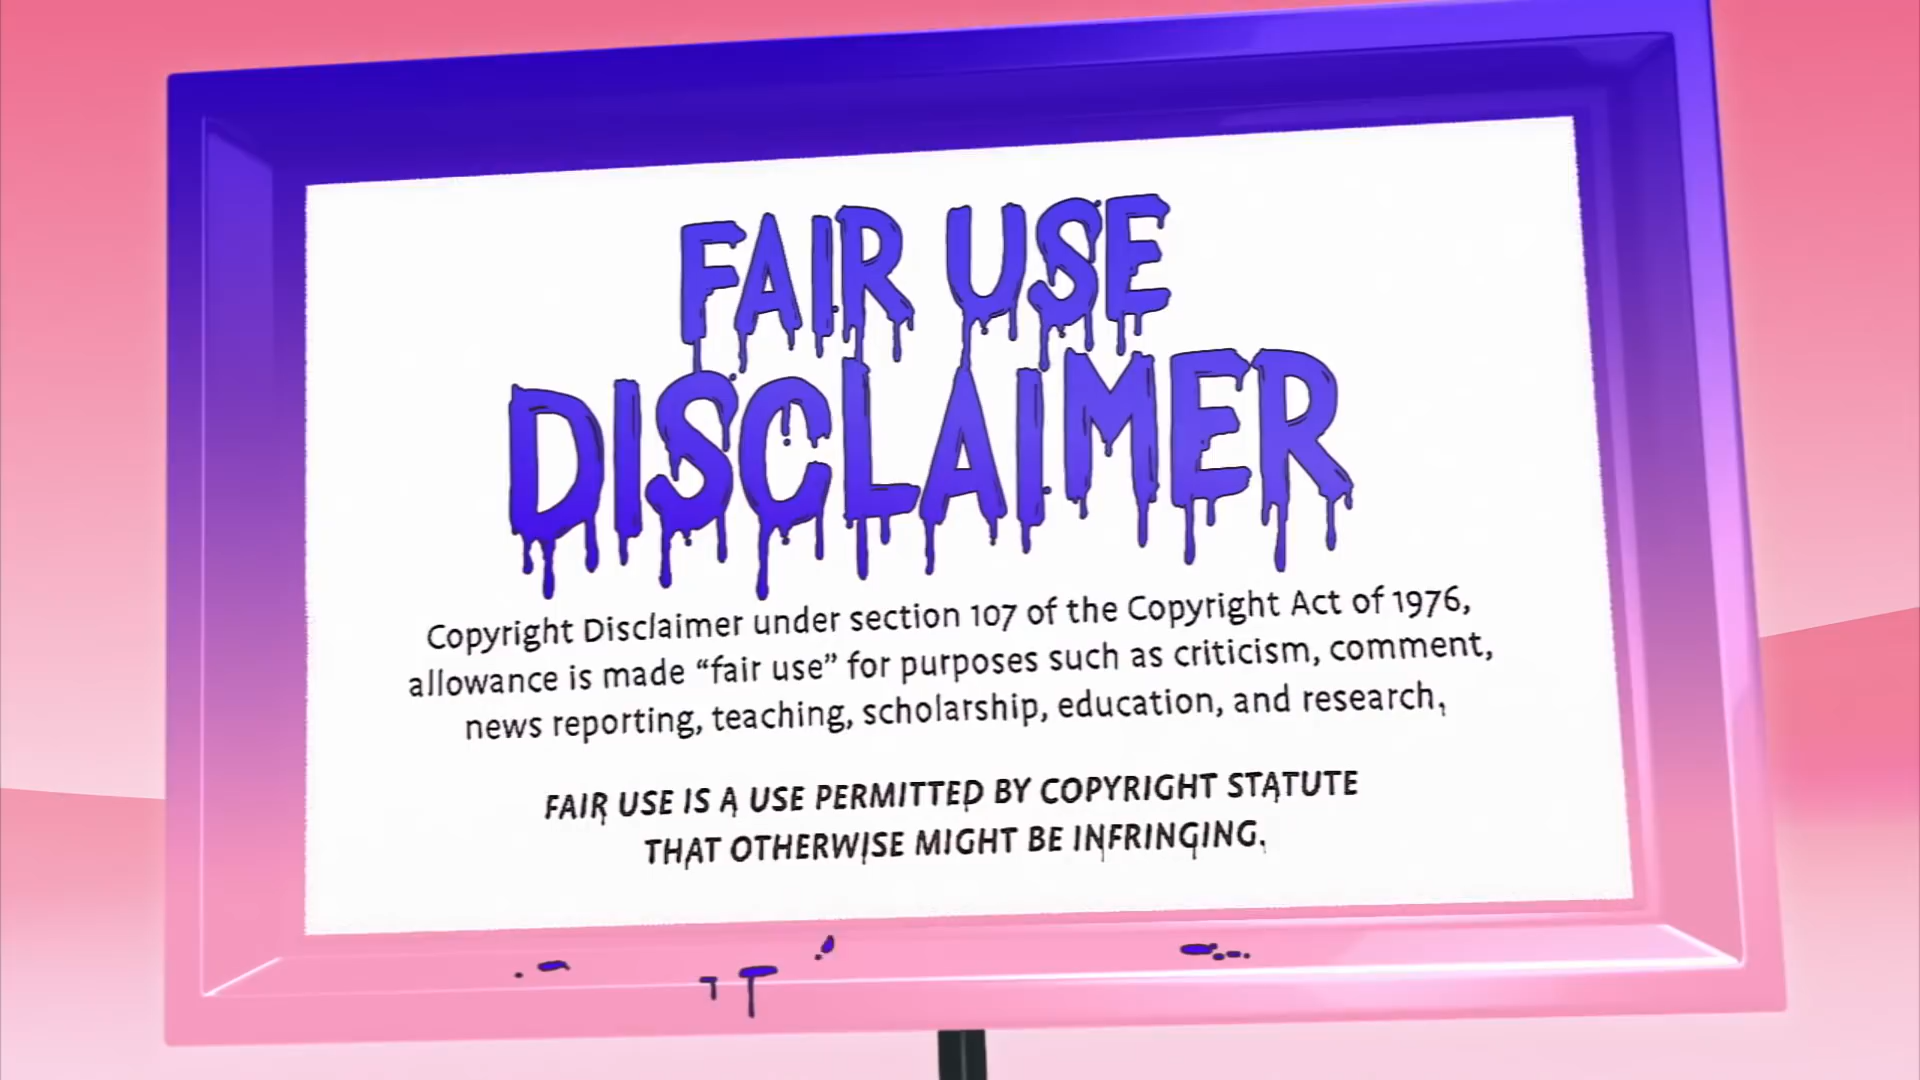 FAIR USE
DISCLAIMER
Copyright Disclaimer under section 107 of the Copyright Act of 1976,
allowance is made “fair use” for purposes such as criticism, comment,
news reporting, teaching, scholarship, education, and research,
FAIR USE IS A USE PERMITTED BY COPYRIGHT STATUTE
THAT OTHERWISE MIGHT BE INFRINGING.